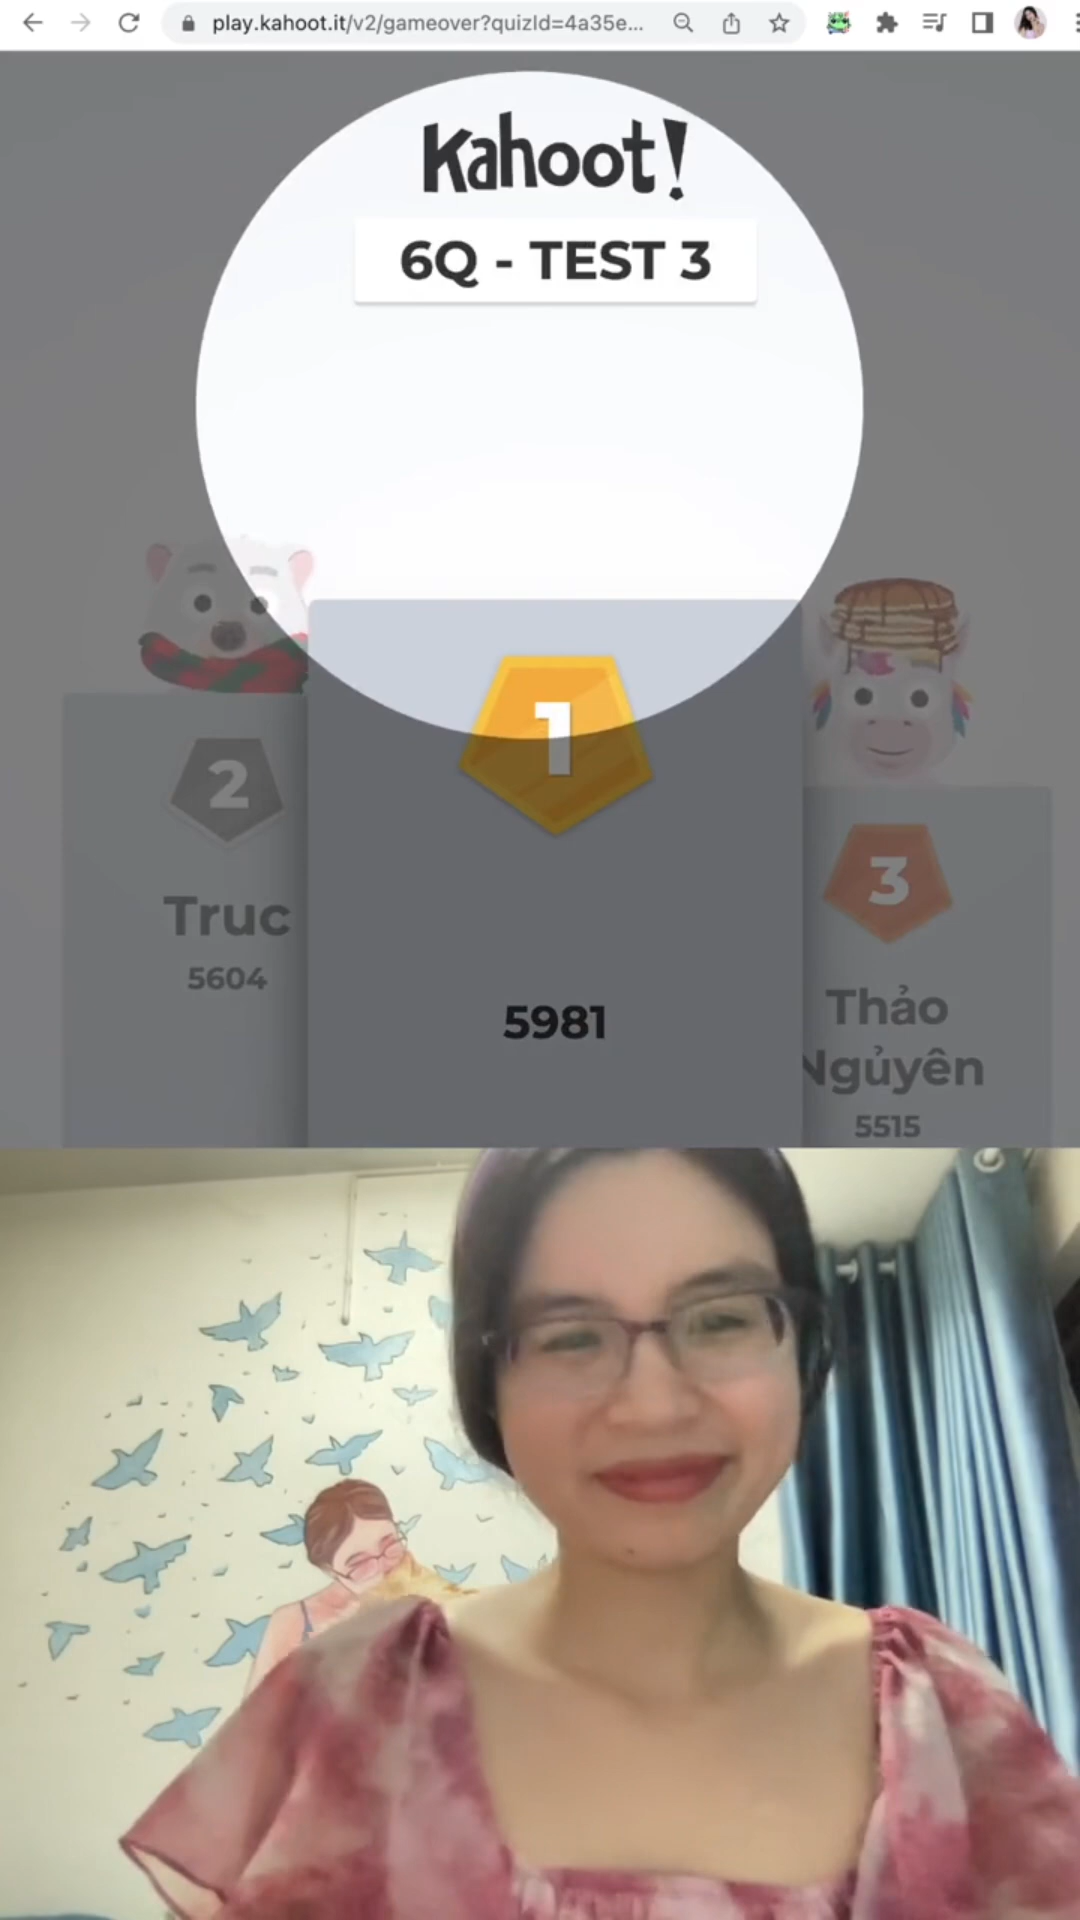 play.kahoot.it/v2/gameover?quizId=4a35e...
Kahoot!
6Q - TEST 3
1
5981
2
Truc
5604
3
Thảo
Ngủyên
5515